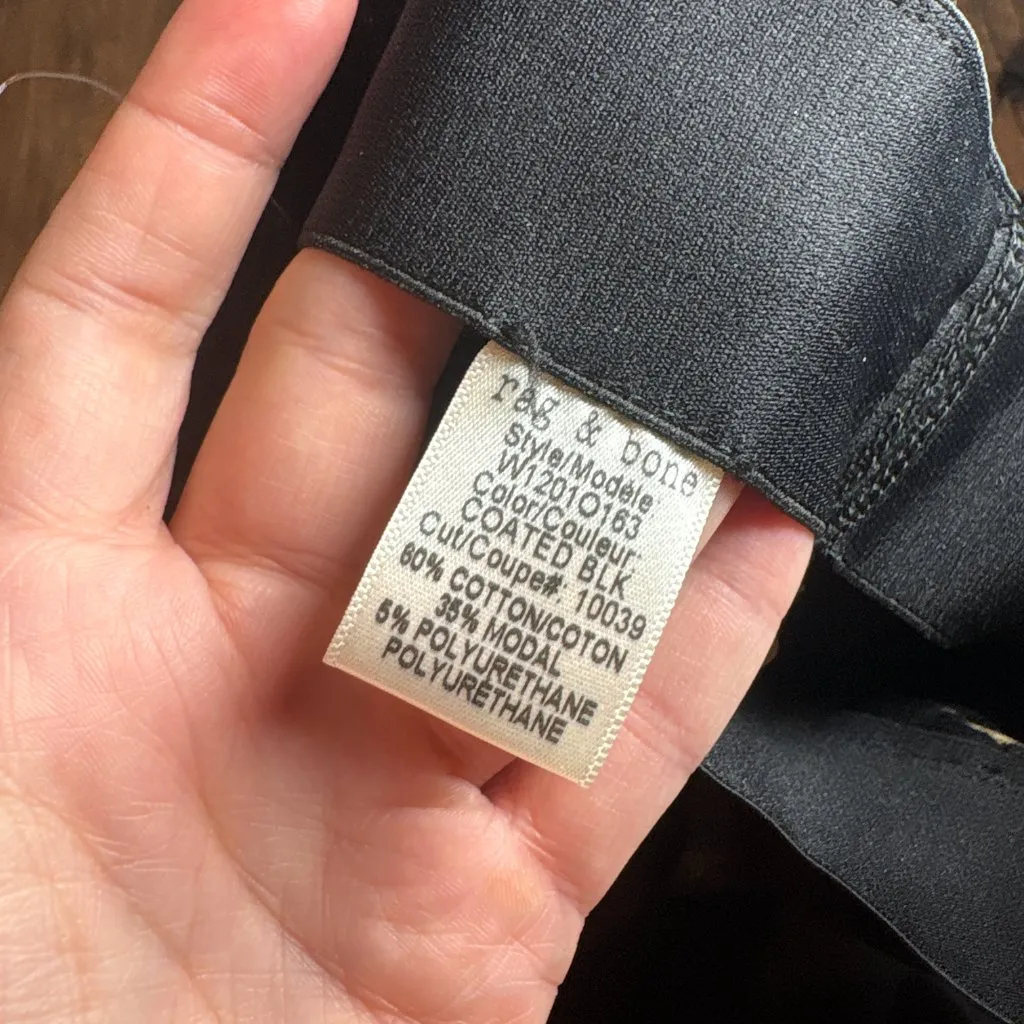 rag & bone
Style/Modèle
W1201O163
Color/Couleur:
COATED BLK
Cut/Coupe#: 10039
60% COTTON/COTON
35% MODAL
5% POLYURETHANE
POLYURÉTHANE